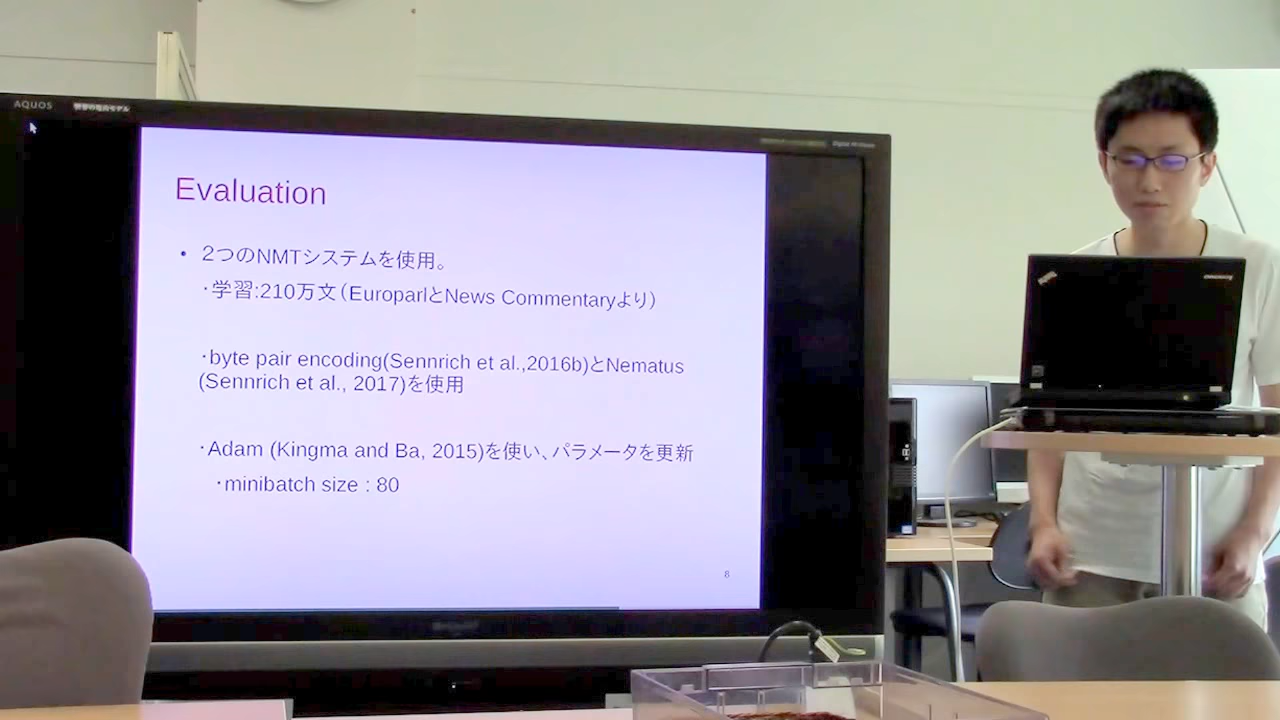 AQUOS
Evaluation
• 2つのNMTシステムを使用。
・学習:210万文（EuroparlとNews Commentaryより）
・byte pair encoding(Sennrich et al.,2016b)とNematus
(Sennrich et al., 2017)を使用
・Adam (Kingma and Ba, 2015)を使い、パラメータを更新
・minibatch size : 80
8